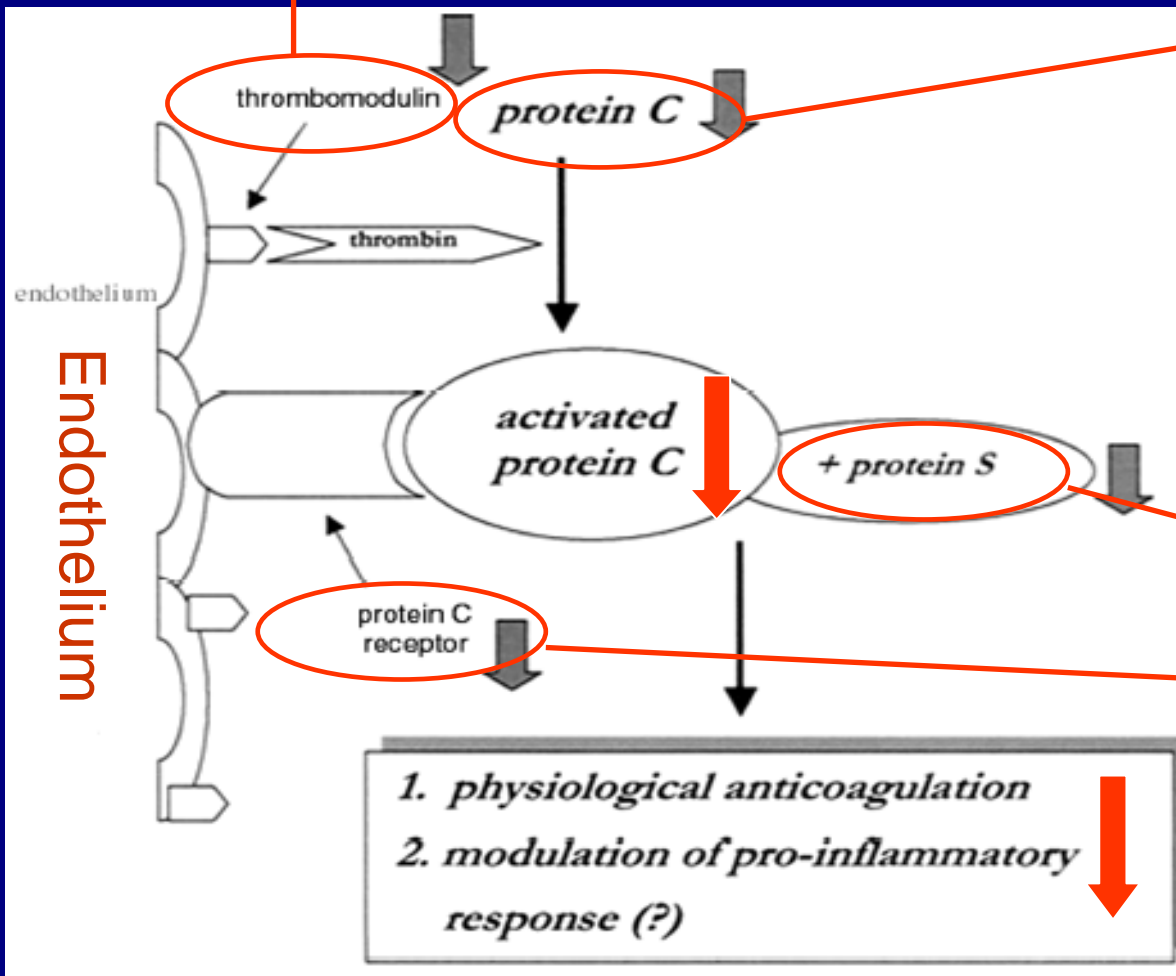 thrombomodulin
protein C
thrombin
endothelium
Endothelium
activated
protein C
+ protein S
protein C
receptor
1. physiological anticoagulation
2. modulation of pro-inflammatory
response (?)